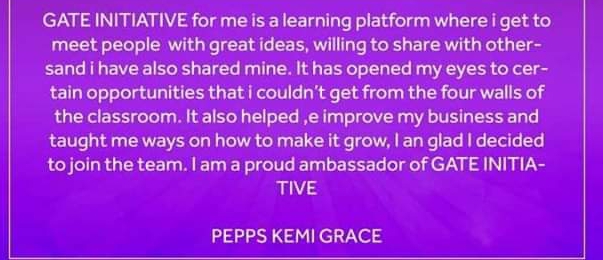 GATE INITIATIVE for me is a learning platform where i get to
meet people with great ideas, willing to share with other-
sand i have also shared mine. It has opened my eyes to cer-
tain opportunities that i couldn't get from the four walls of
the classroom. It also helped ,e improve my business and
taught me ways on how to make it grow, I an glad I decided
to join the team. I am a proud ambassador of GATE INITIA-
TIVE
PEPPS KEMI GRACE